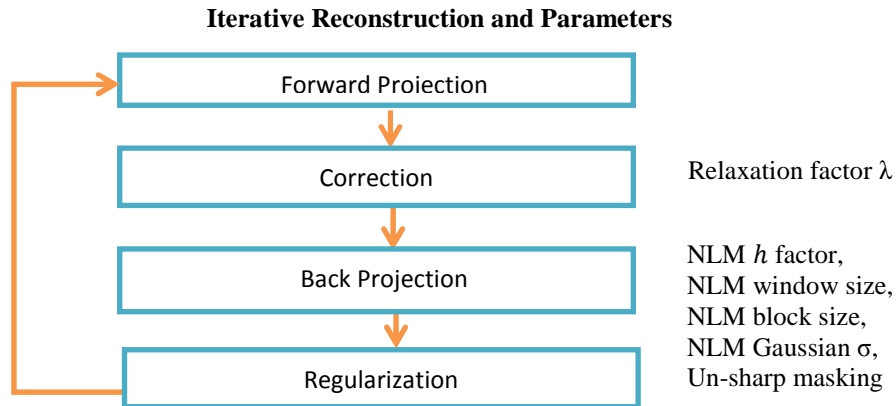 Iterative Reconstruction and Parameters
Forward Proiection
Correction
Relaxation factor λ
Back Projection
NLM ℎ factor,
NLM window size,
NLM block size,
NLM Gaussian σ,
Un-sharp masking
Regularization